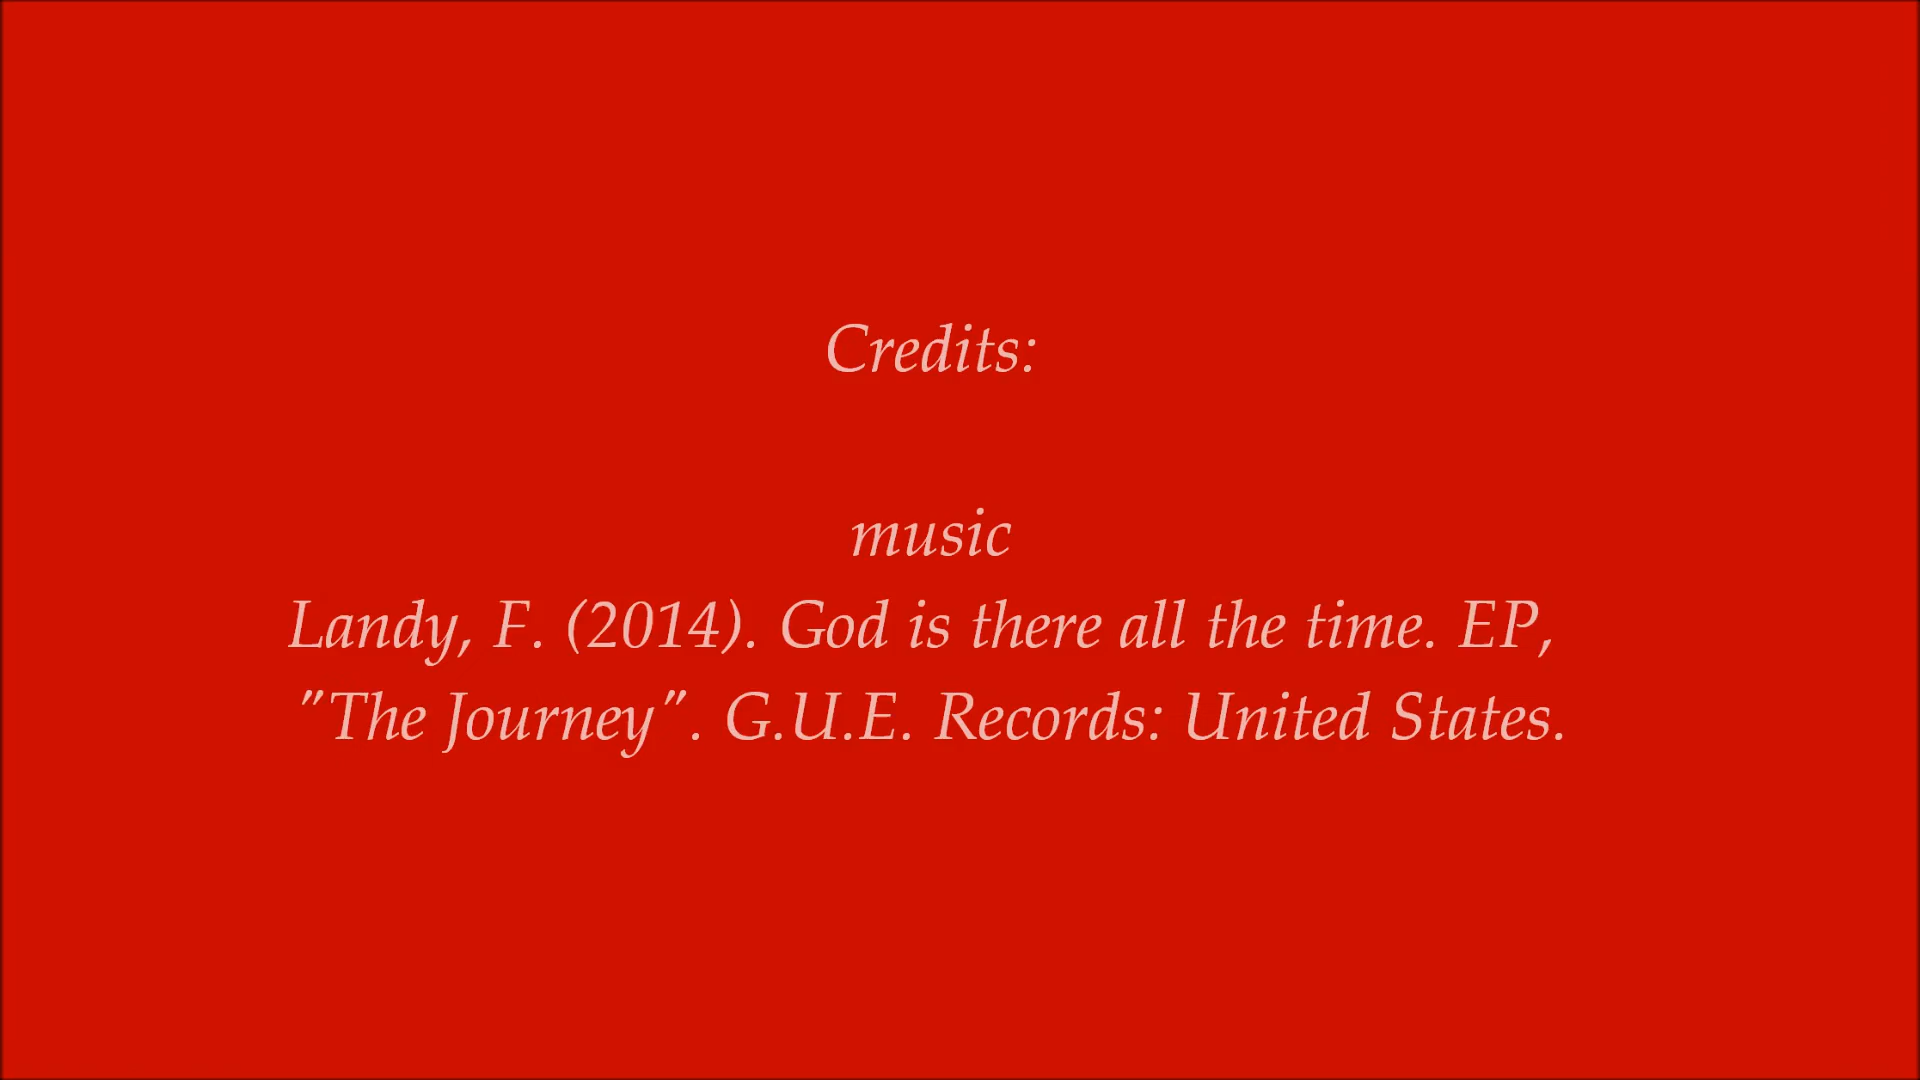 Credits:
music
Landy, F. (2014). God is there all the time. EP,
"The Journey". G.U.E. Records: United States.